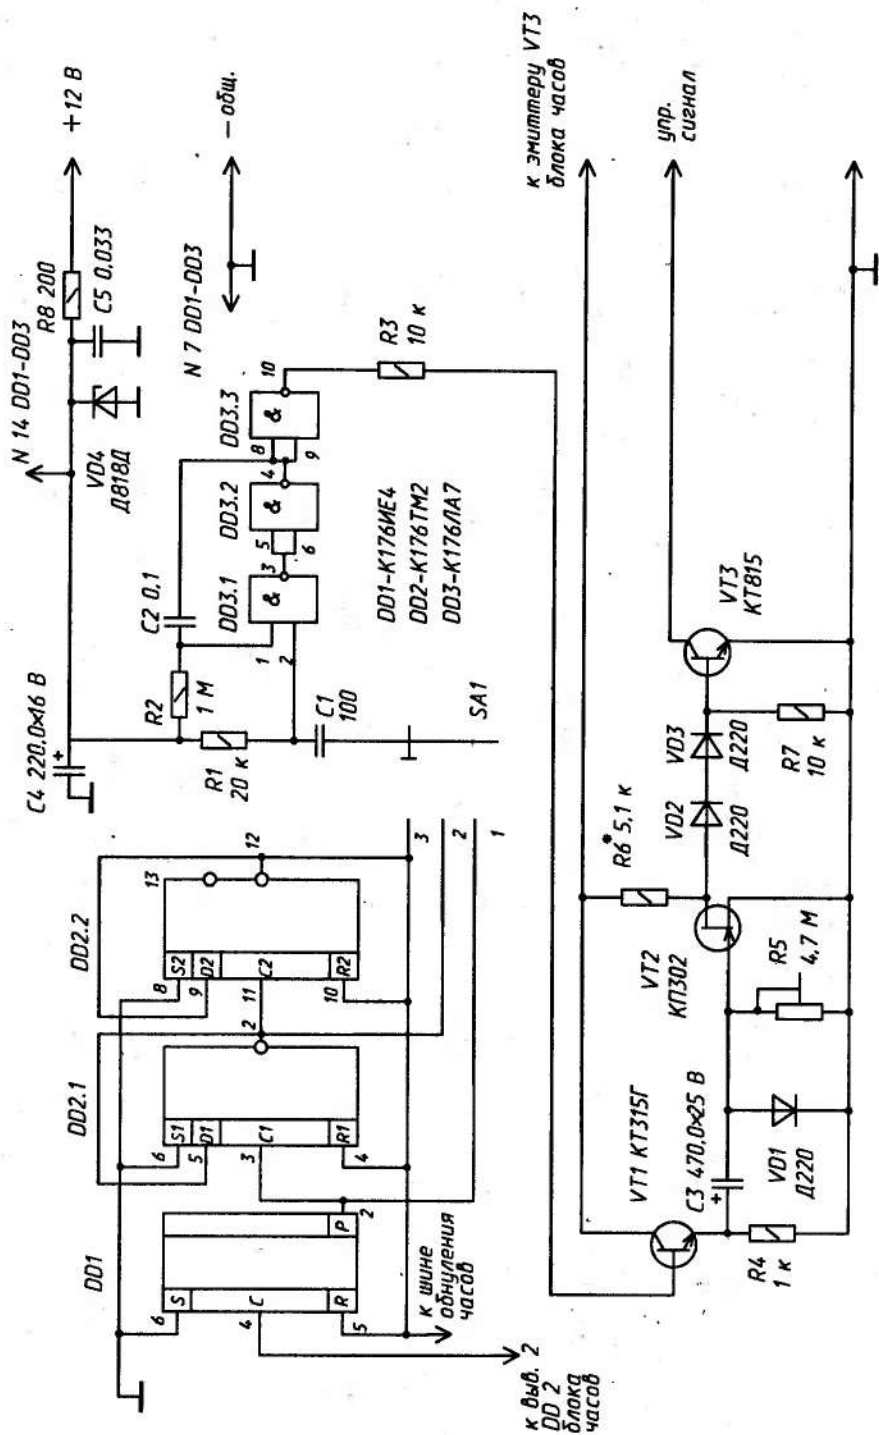 C4 220,0×16 В
+
N 14 DD1-DD3
R8 200
+12 В
VD4
Д818Д
C5 0,033
N 7 DD1-DD3
— общ.
DD1
S
C
R
P
6
4
5
2
DD2.1
S1
D1
C1
R1
6
5
3
4
2
DD2.2
S2
D2
C2
R2
8
9
11
10
13
12
3
2
1
к шине
обнуления
часов
к выв. 2
DD 2
блока
часов
R2
1 М
R1
20 к
C1
100
SA1
C2 0,1
DD3.1
&
1
2
3
DD3.2
&
5
6
4
DD3.3
&
8
9
10
R3
10 к
DD1-К176ИЕ4
DD2-К176ТМ2
DD3-К176ЛА7
VT1 КТ315Г
R4
1 к
C3 470,0×25 В
+
VD1
Д220
VT2
КП302
R5
4,7 М
R6* 5,1 к
VD2
Д220
VD3
Д220
R7
10 к
VT3
КТ815
к эмиттеру VT3
блока часов
упр.
сигнал